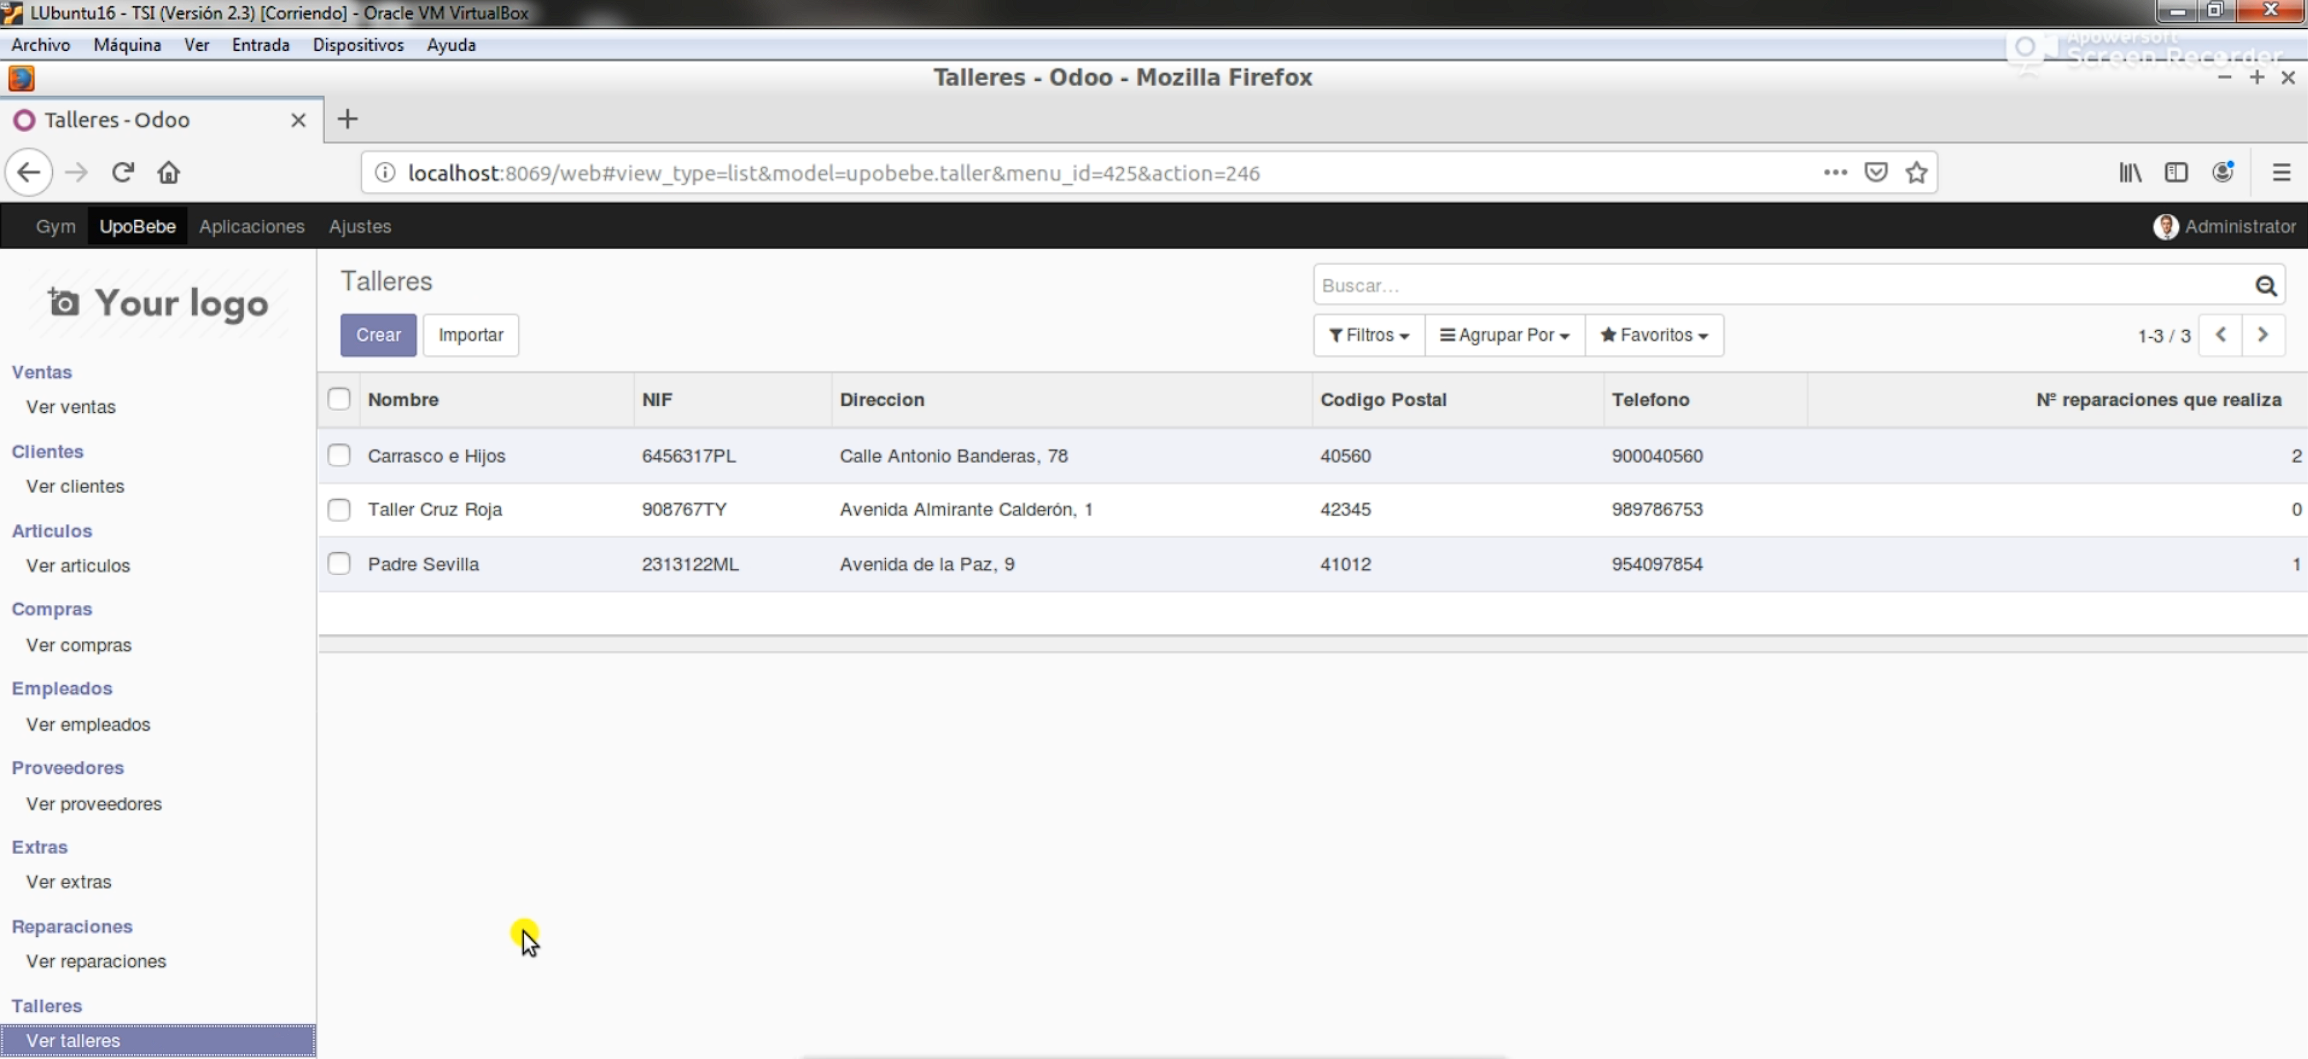 LUbuntu16 - TSI (Versión 2.3) [Corriendo] - Oracle VM VirtualBox
Archivo Máquina Ver Entrada Dispositivos Ayuda
Apowersoft
Screen Recorder
Talleres - Odoo - Mozilla Firefox
Talleres - Odoo
localhost:8069/web#view_type=list&model=upobebe.taller&menu_id=425&action=246
Gym UpoBebe Aplicaciones Ajustes Administrator
Your logo
Talleres
Buscar...
Crear Importar
Filtros Agrupar Por Favoritos 1-3 / 3
Ventas
Ver ventas
Clientes
Ver clientes
Articulos
Ver articulos
Compras
Ver compras
Empleados
Ver empleados
Proveedores
Ver proveedores
Extras
Ver extras
Reparaciones
Ver reparaciones
Talleres
Ver talleres
Nombre NIF Direccion Codigo Postal Telefono Nº reparaciones que realiza
Carrasco e Hijos 6456317PL Calle Antonio Banderas, 78 40560 900040560 2
Taller Cruz Roja 908767TY Avenida Almirante Calderón, 1 42345 989786753 0
Padre Sevilla 2313122ML Avenida de la Paz, 9 41012 954097854 1